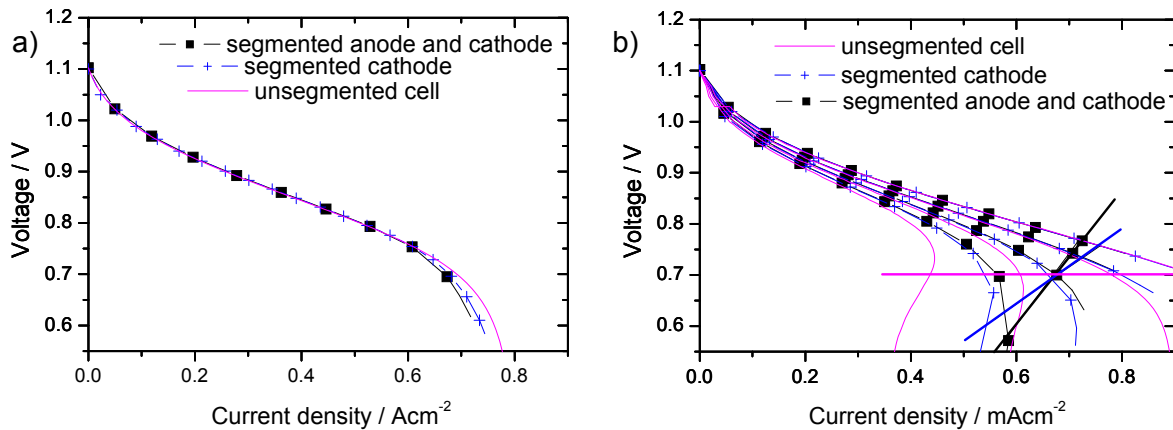 a)
segmented anode and cathode
segmented cathode
unsegmented cell
1.2
1.1
1.0
0.9
0.8
0.7
0.6
Voltage / V
0.0 0.2 0.4 0.6 0.8
Current density / Acm-2
b)
unsegmented cell
segmented cathode
segmented anode and cathode
1.2
1.1
1.0
0.9
0.8
0.7
0.6
Voltage / V
0.0 0.2 0.4 0.6 0.8
Current density / mAcm-2